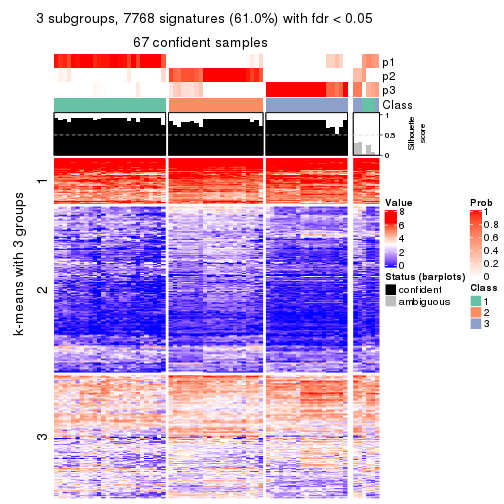 3 subgroups, 7768 signatures (61.0%) with fdr < 0.05
67 confident samples
p1
p2
p3
Class
1
0.5
0
Silhouette
score
k-means with 3 groups
1
2
3
Value
8
6
4
2
0
Status (barplots)
confident
ambiguous
Prob
1
0.8
0.6
0.4
0.2
0
Class
1
2
3